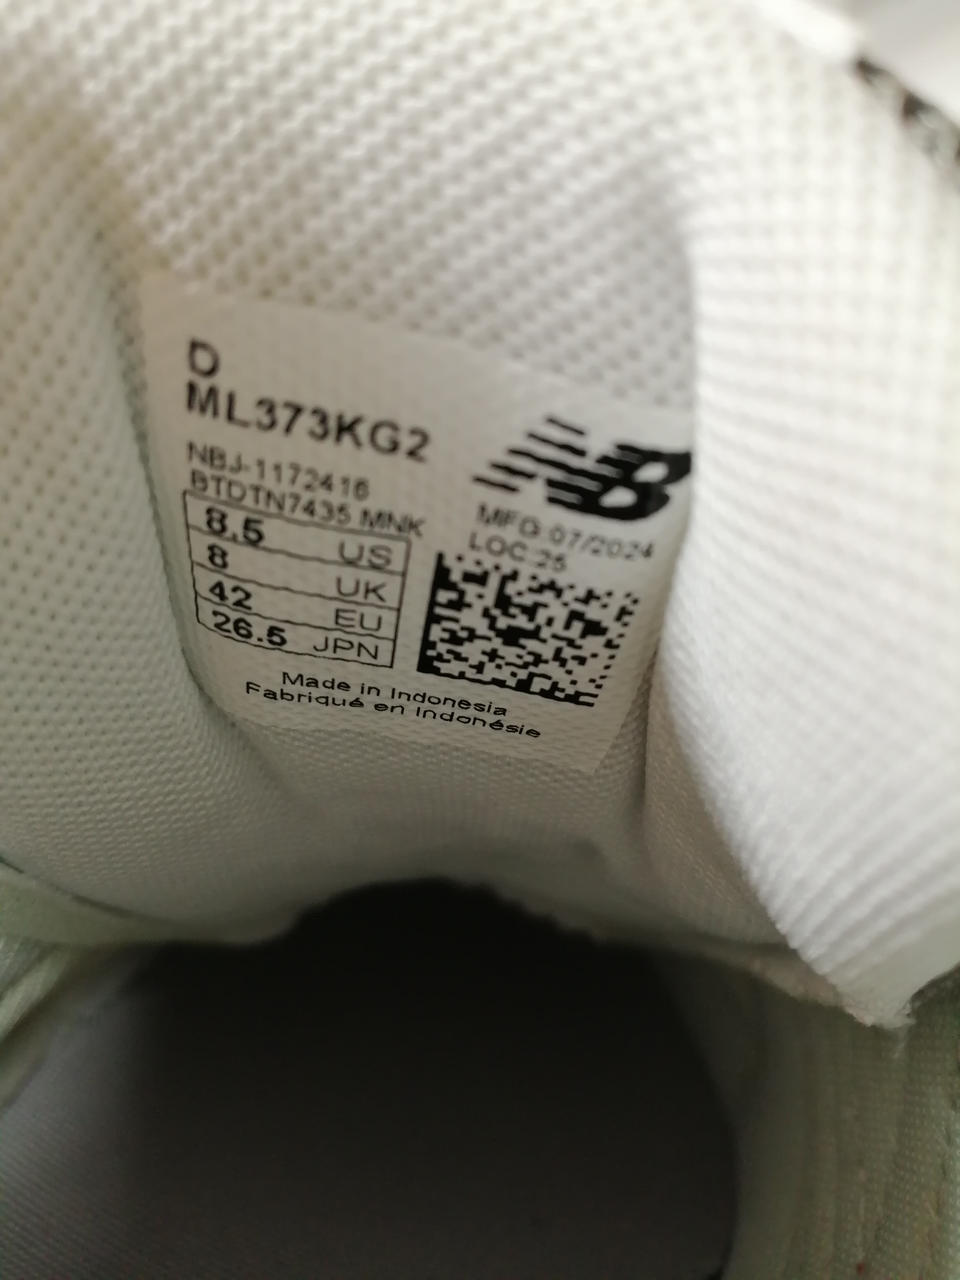 D
ML373KG2
NBJ-1172416
BTDTN7435 MNK
8.5 US
8 UK
42 EU
26.5 JPN
NB
MFG:07/2024
LOC:25
Made in Indonesia
Fabriqué en Indonésie